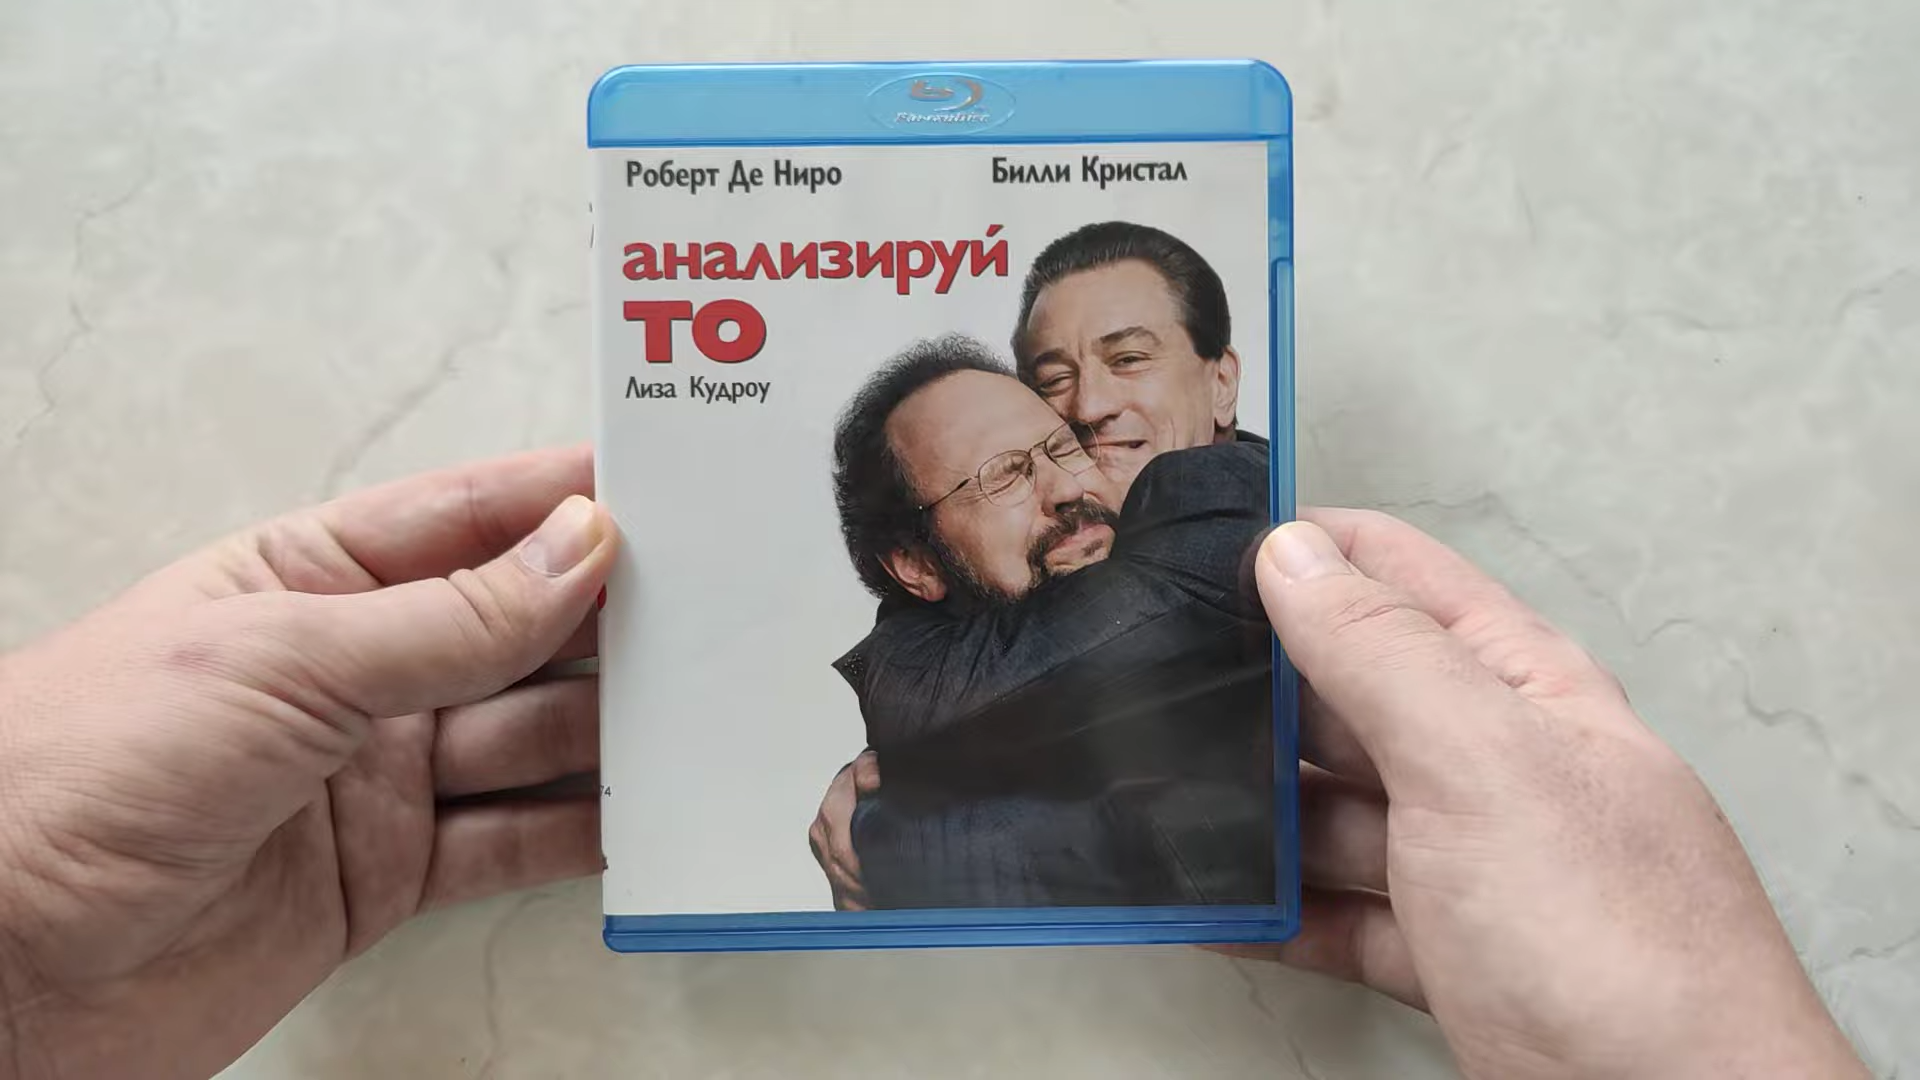 Роберт Де Ниро
Билли Кристал
анализируй
ТО
Лиза Кудроу